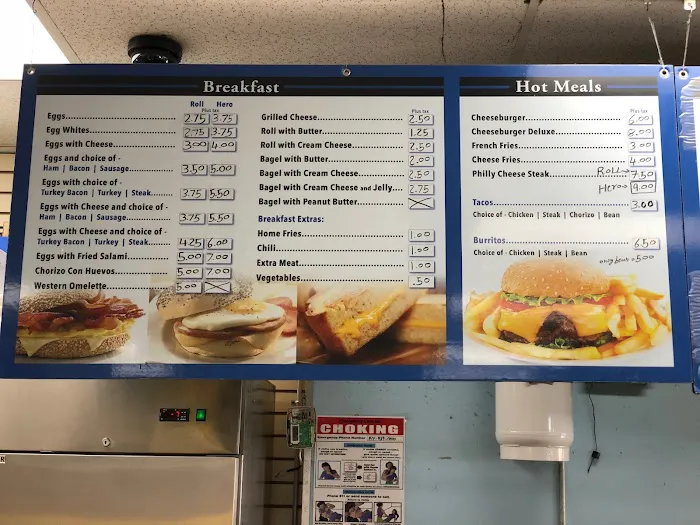 Breakfast
Roll Hero
Plus tax
Eggs 2.75 3.75
Egg Whites 2.75 3.75
Eggs with Cheese 3.00 4.00
Eggs and choice of -
Ham | Bacon | Sausage 3.50 5.00
Eggs with choice of -
Turkey Bacon | Turkey | Steak 3.75 5.50
Eggs with Cheese and choice of -
Ham | Bacon | Sausage 3.75 5.50
Eggs with Cheese and choice of -
Turkey Bacon | Turkey | Steak 4.25 6.00
Eggs with Fried Salami 5.00 7.00
Chorizo Con Huevos 5.00 7.00
Western Omelette 5.00
Plus tax
Grilled Cheese 2.50
Roll with Butter 1.25
Roll with Cream Cheese 2.50
Bagel with Butter 2.00
Bagel with Cream Cheese 2.50
Bagel with Cream Cheese and Jelly 2.75
Bagel with Peanut Butter
Breakfast Extras:
Home Fries 1.00
Chili 1.00
Extra Meat 1.00
Vegetables .50
Hot Meals
Plus tax
Cheeseburger 6.00
Cheeseburger Deluxe 8.00
French Fries 3.00
Cheese Fries 4.00
Philly Cheese Steak Roll 7.50
Hero 9.00
Tacos 3.00
Choice of - Chicken | Steak | Chorizo | Bean
Burritos 6.50
Choice of - Chicken | Steak | Bean
only bean 5.00
CHOKING